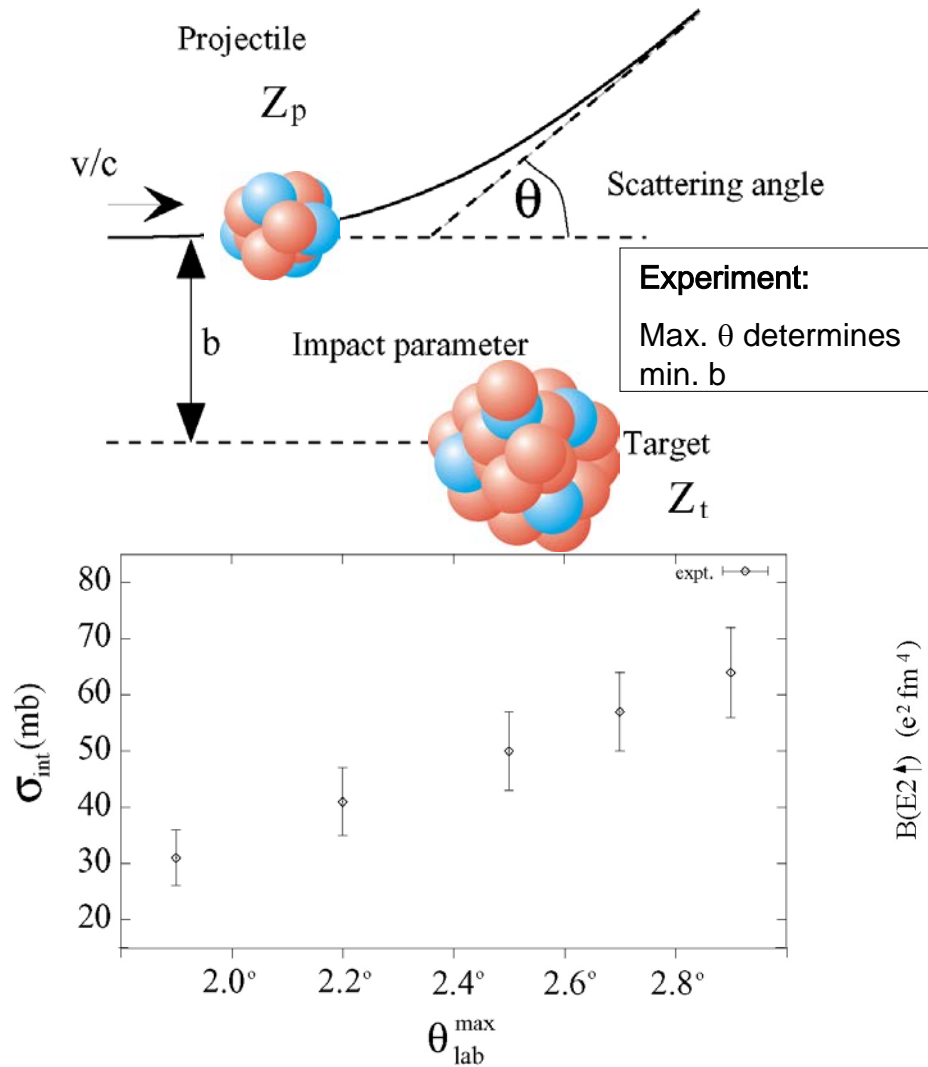 Projectile
Zp
v/c
θ
Scattering angle
Experiment:
Max. θ determines
min. b
b
Impact parameter
Target
Zt
expt.
80
70
60
50
40
30
20
σint(mb)
B(E2↑) (e² fm⁴)
2.0° 2.2° 2.4° 2.6° 2.8°
θ max lab